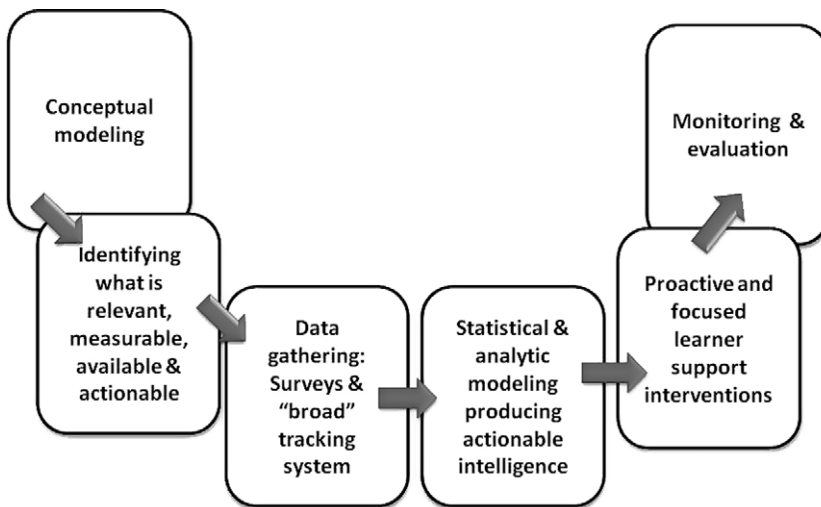 Conceptual
modeling
Identifying
what is
relevant,
measurable,
available &
actionable
Data
gathering:
Surveys &
“broad”
tracking
system
Statistical &
analytic
modeling
producing
actionable
intelligence
Proactive and
focused
learner
support
interventions
Monitoring &
evaluation